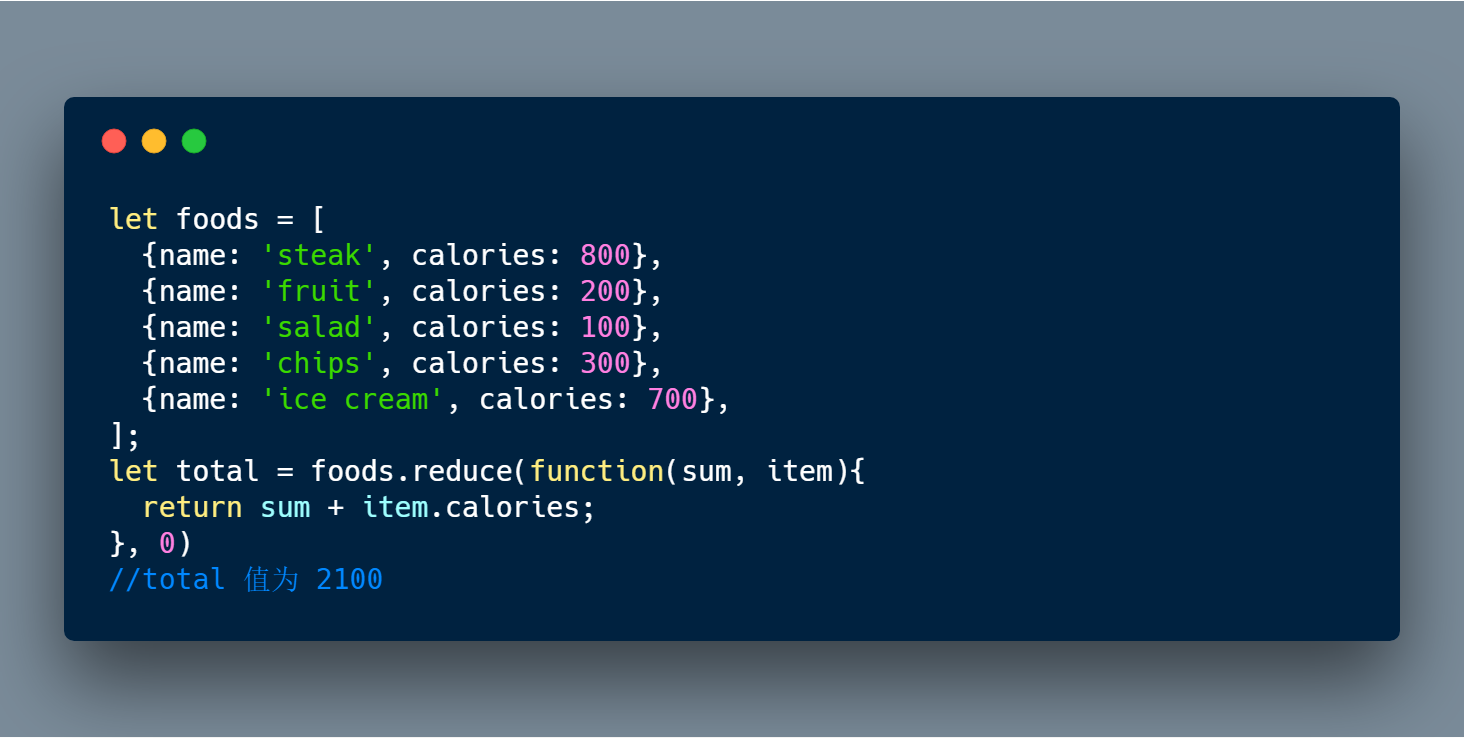 let foods = [
  {name: 'steak', calories: 800},
  {name: 'fruit', calories: 200},
  {name: 'salad', calories: 100},
  {name: 'chips', calories: 300},
  {name: 'ice cream', calories: 700},
];
let total = foods.reduce(function(sum, item){
  return sum + item.calories;
}, 0)
//total 值为 2100